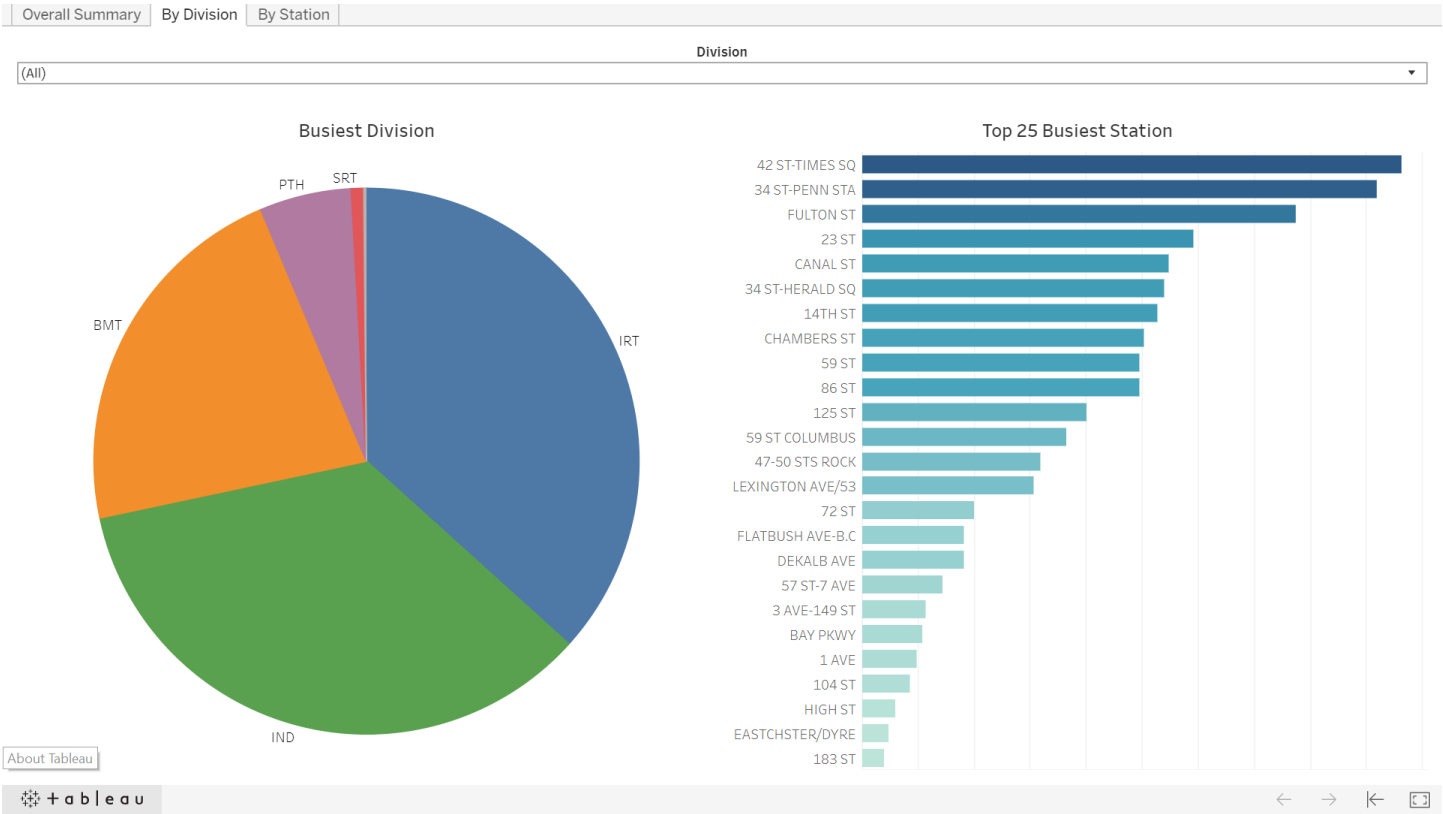 Overall Summary
By Division
By Station
Division
(All)
Busiest Division
SRT
PTH
BMT
IRT
IND
Top 25 Busiest Station
42 ST-TIMES SQ
34 ST-PENN STA
FULTON ST
23 ST
CANAL ST
34 ST-HERALD SQ
14TH ST
CHAMBERS ST
59 ST
86 ST
125 ST
59 ST COLUMBUS
47-50 STS ROCK
LEXINGTON AVE/53
72 ST
FLATBUSH AVE-B.C
DEKALB AVE
57 ST-7 AVE
3 AVE-149 ST
BAY PKWY
1 AVE
104 ST
HIGH ST
EASTCHSTER/DYRE
183 ST
About Tableau
+ableau